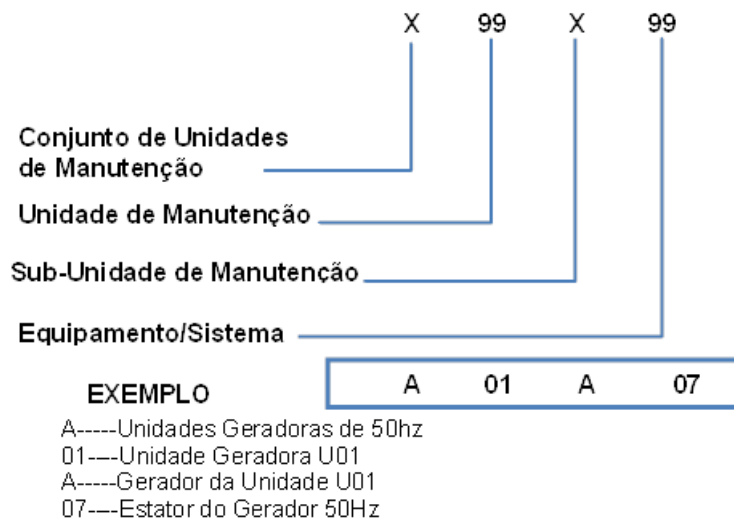 X 99 X 99
Conjunto de Unidades
de Manutenção
Unidade de Manutenção
Sub-Unidade de Manutenção
Equipamento/Sistema
EXEMPLO
A 01 A 07
A-----Unidades Geradoras de 50hz
01----Unidade Geradora U01
A-----Gerador da Unidade U01
07----Estator do Gerador 50Hz